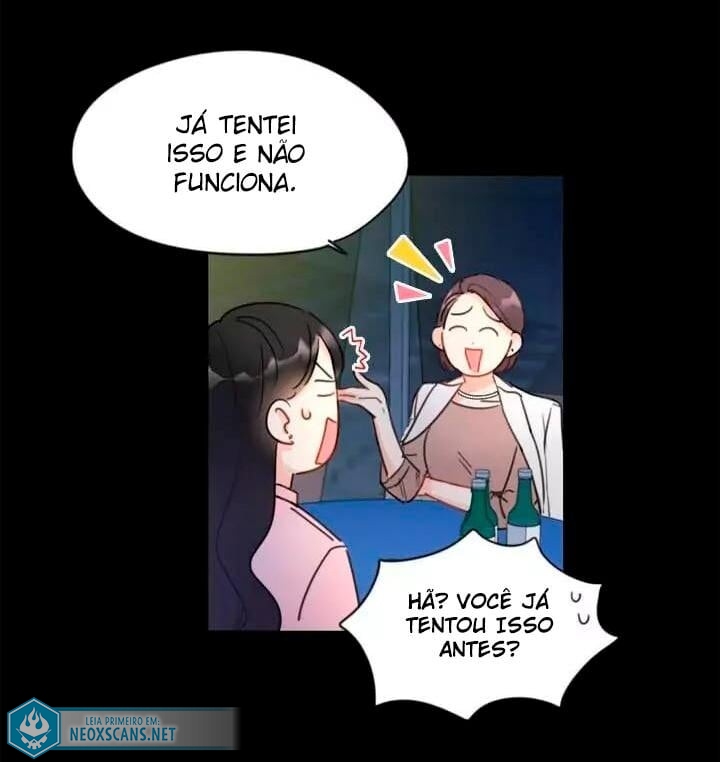 JÁ TENTEI
ISSO E NÃO
FUNCIONA.
HÃ? VOCÊ JÁ
TENTOU ISSO
ANTES?
LEIA PRIMEIRO EM:
NEOXSCANS.NET